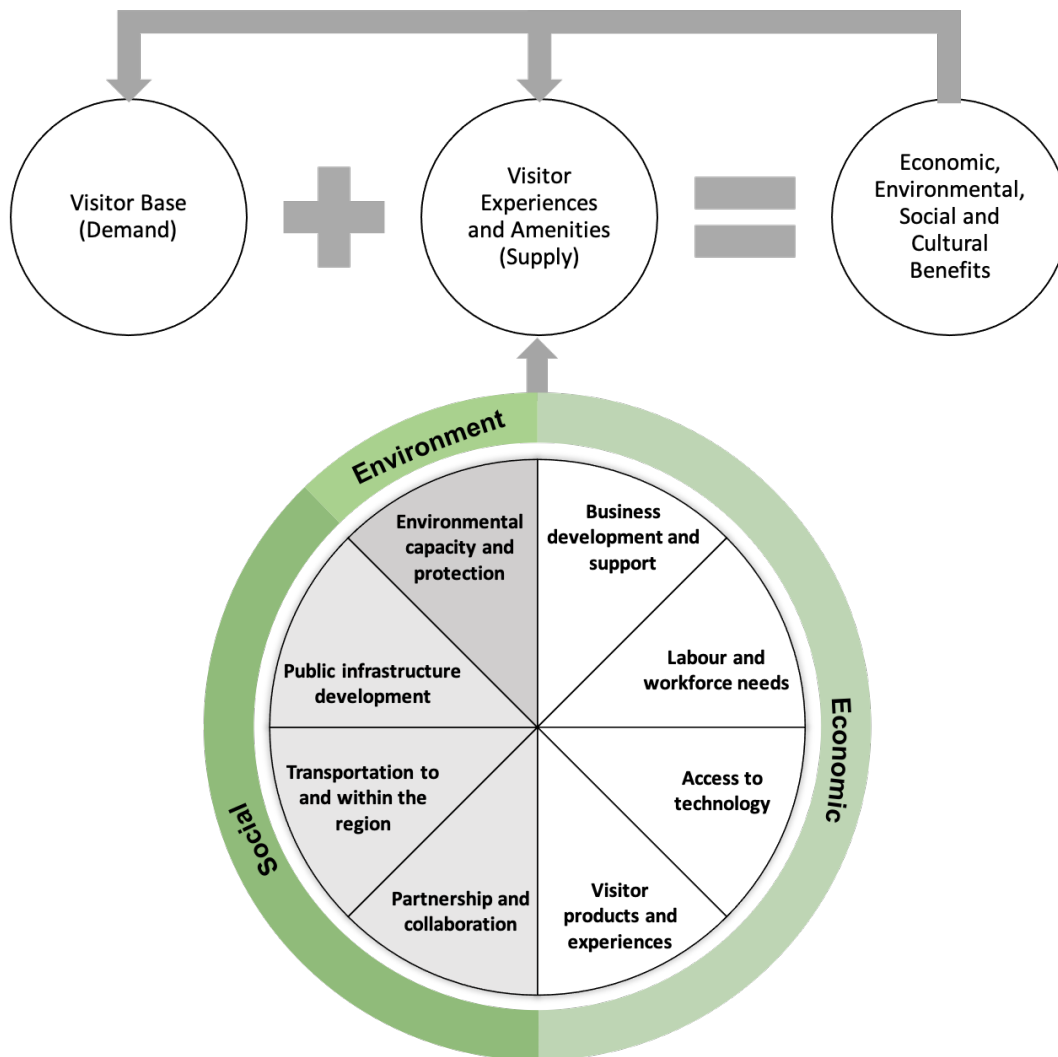 Visitor Base
(Demand)
Visitor
Experiences
and Amenities
(Supply)
Economic,
Environmental,
Social and
Cultural
Benefits
Environment
Economic
Social
Environmental
capacity and
protection
Business
development and
support
Labour and
workforce needs
Access to
technology
Visitor
products and
experiences
Partnership and
collaboration
Transportation to
and within the
region
Public infrastructure
development